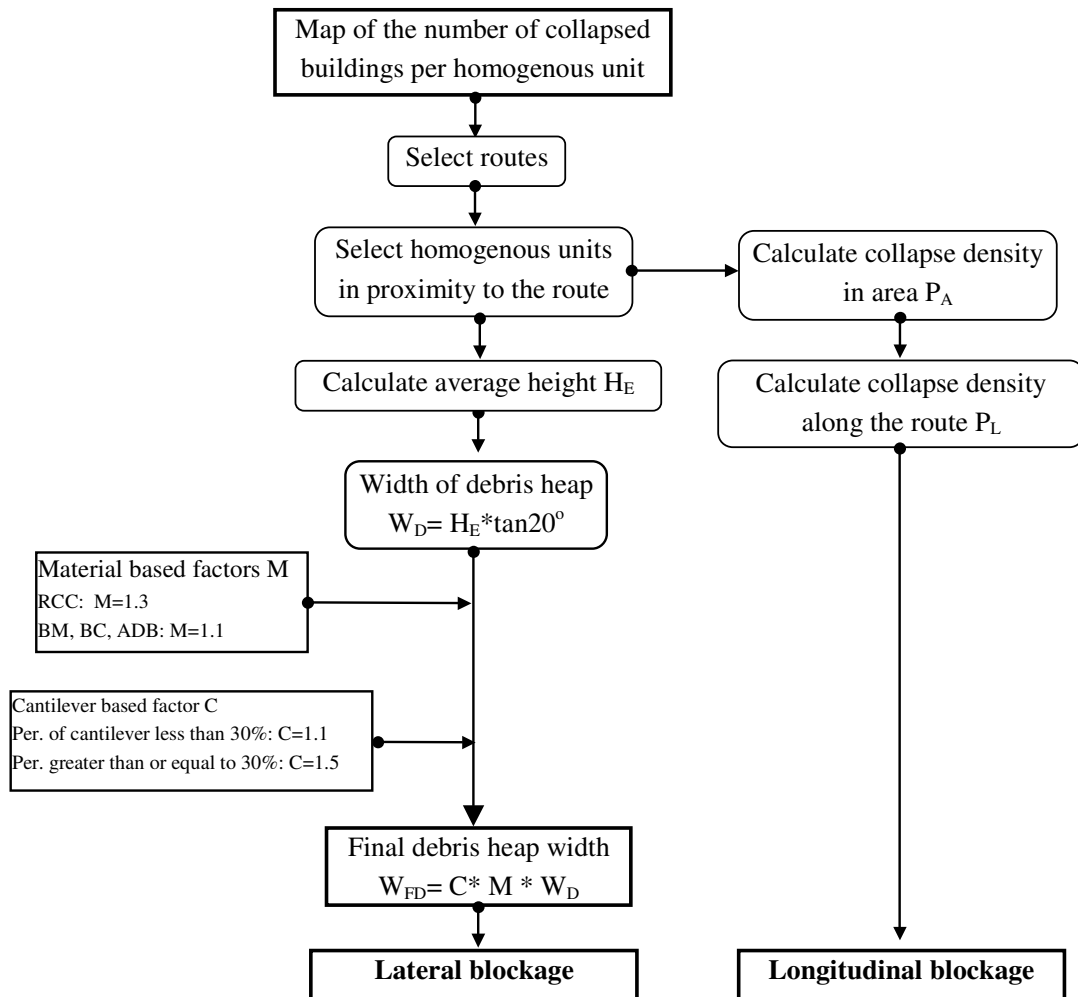 Map of the number of collapsed
buildings per homogenous unit
Select routes
Select homogenous units
in proximity to the route
Calculate collapse density
in area P_A
Calculate average height H_E
Calculate collapse density
along the route P_L
Width of debris heap
W_D= H_E*tan20°
Material based factors M
RCC: M=1.3
BM, BC, ADB: M=1.1
Cantilever based factor C
Per. of cantilever less than 30%: C=1.1
Per. greater than or equal to 30%: C=1.5
Final debris heap width
W_FD= C* M * W_D
Lateral blockage
Longitudinal blockage